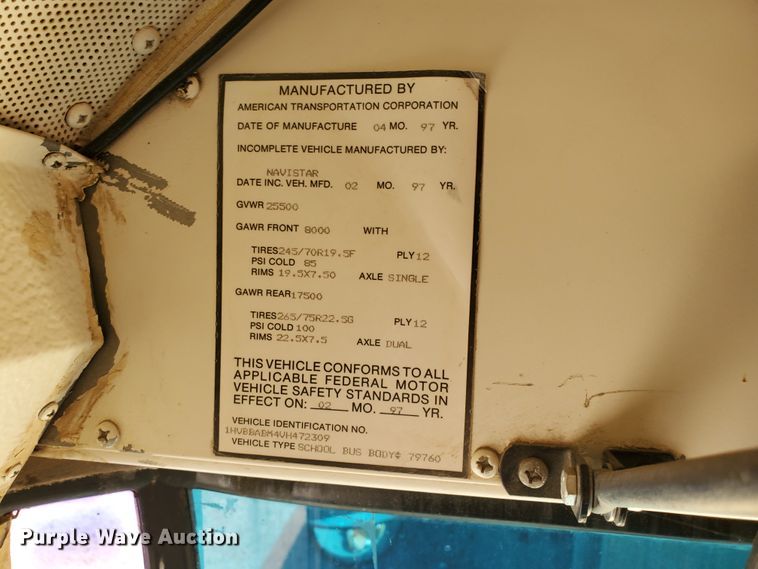 MANUFACTURED BY
AMERICAN TRANSPORTATION CORPORATION
DATE OF MANUFACTURE 04 MO. 97 YR.
INCOMPLETE VEHICLE MANUFACTURED BY:
NAVISTAR
DATE INC. VEH. MFD. 02 MO. 97 YR.
GVWR 25500
GAWR FRONT 8000 WITH
TIRES 245/70R19.5F PLY 12
PSI COLD 85
RIMS 19.5X7.50 AXLE SINGLE
GAWR REAR 17500
TIRES 265/75R22.5G PLY 12
PSI COLD 100
RIMS 22.5X7.5 AXLE DUAL
THIS VEHICLE CONFORMS TO ALL
APPLICABLE FEDERAL MOTOR
VEHICLE SAFETY STANDARDS IN
EFFECT ON: 02 MO. 97 YR.
VEHICLE IDENTIFICATION NO.
1HVBBABM4VH472309
VEHICLE TYPE SCHOOL BUS BODY# 79760
Purple Wave Auction